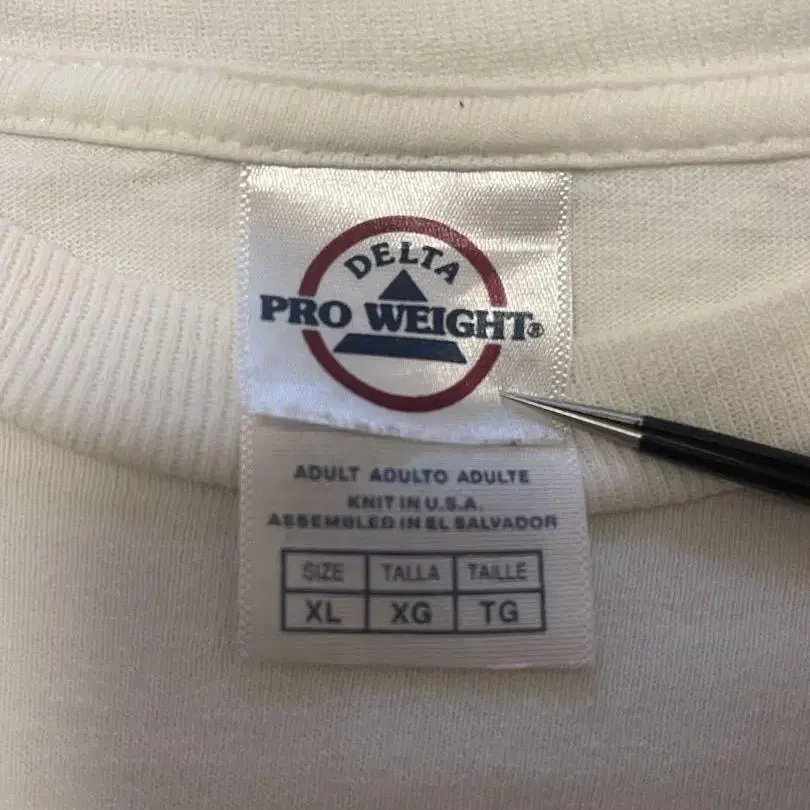 DELTA
PRO WEIGHT®
ADULT ADULTO ADULTE
KNIT IN U.S.A.
ASSEMBLED IN EL SALVADOR
SIZE TALLA TAILLE
XL XG TG